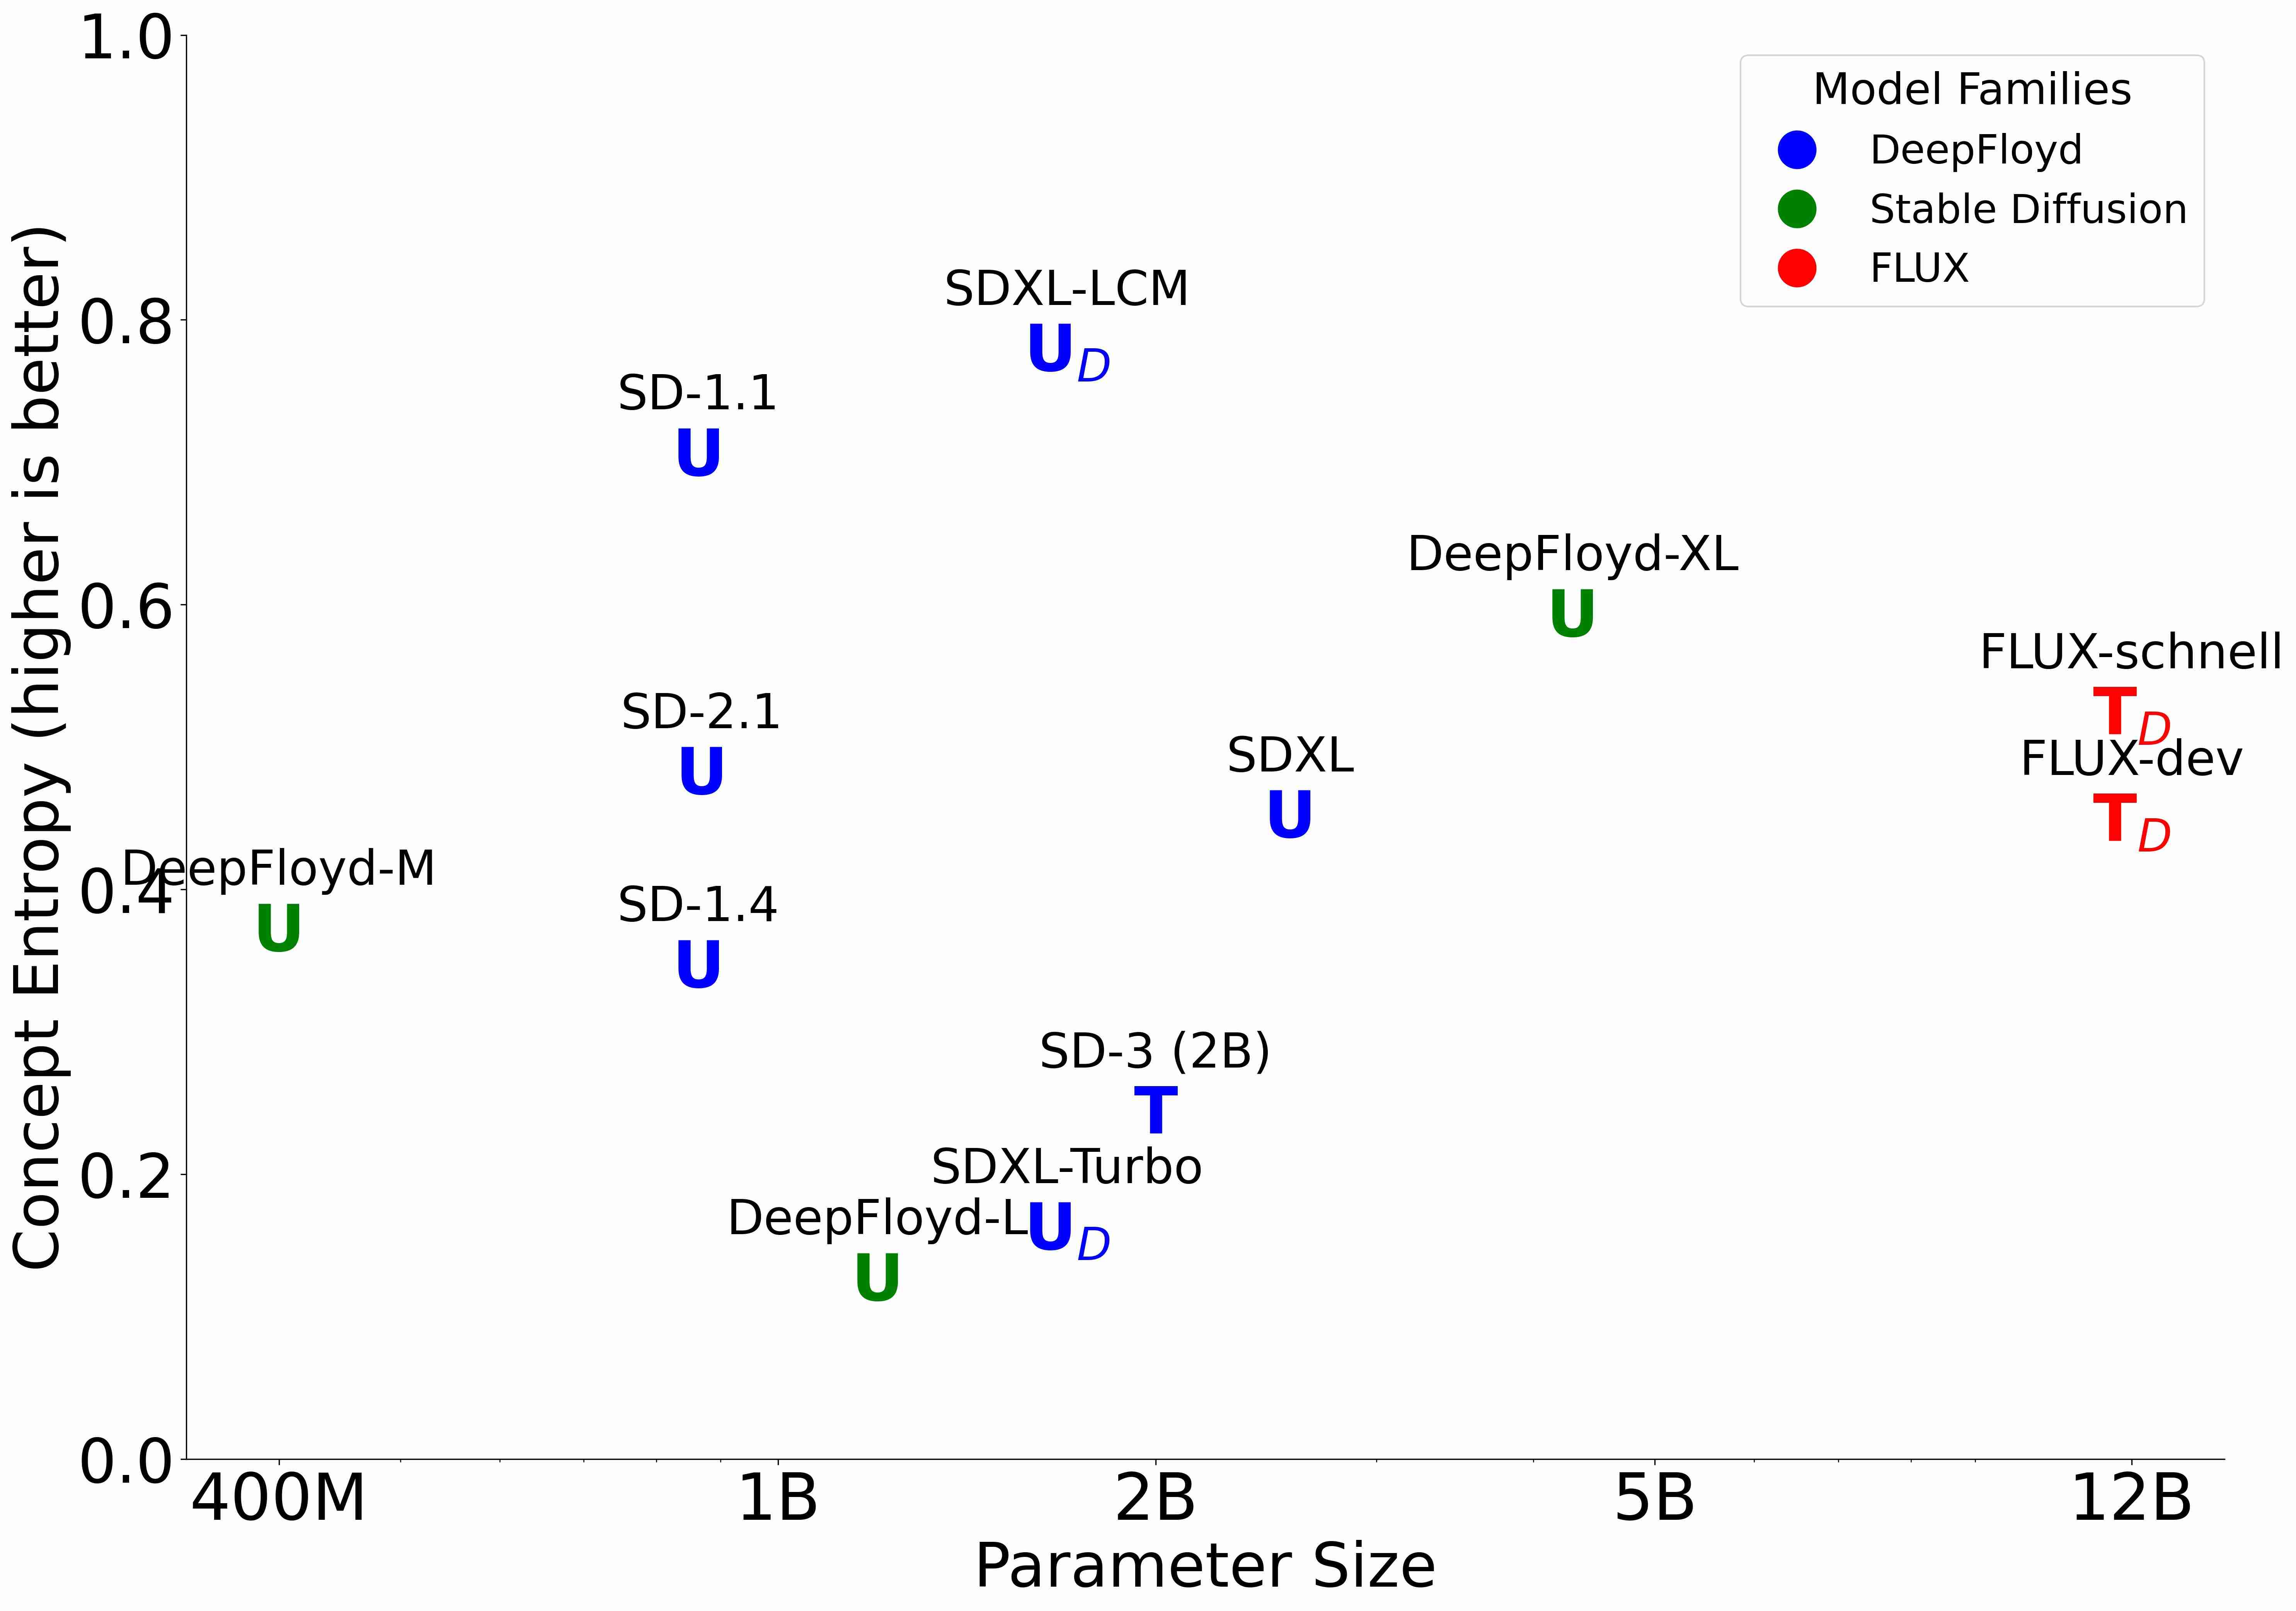 Concept Entropy (higher is better)
1.0
0.8
0.6
0.4
0.2
0.0
Model Families
DeepFloyd
Stable Diffusion
FLUX
SDXL-LCM
U_D
SD-1.1
U
DeepFloyd-XL
U
FLUX-schnell
T_D
SD-2.1
U
SDXL
U
FLUX-dev
T_D
DeepFloyd-M
U
SD-1.4
U
SD-3 (2B)
T
SDXL-Turbo
U_D
DeepFloyd-L
U
400M 1B 2B 5B 12B
Parameter Size